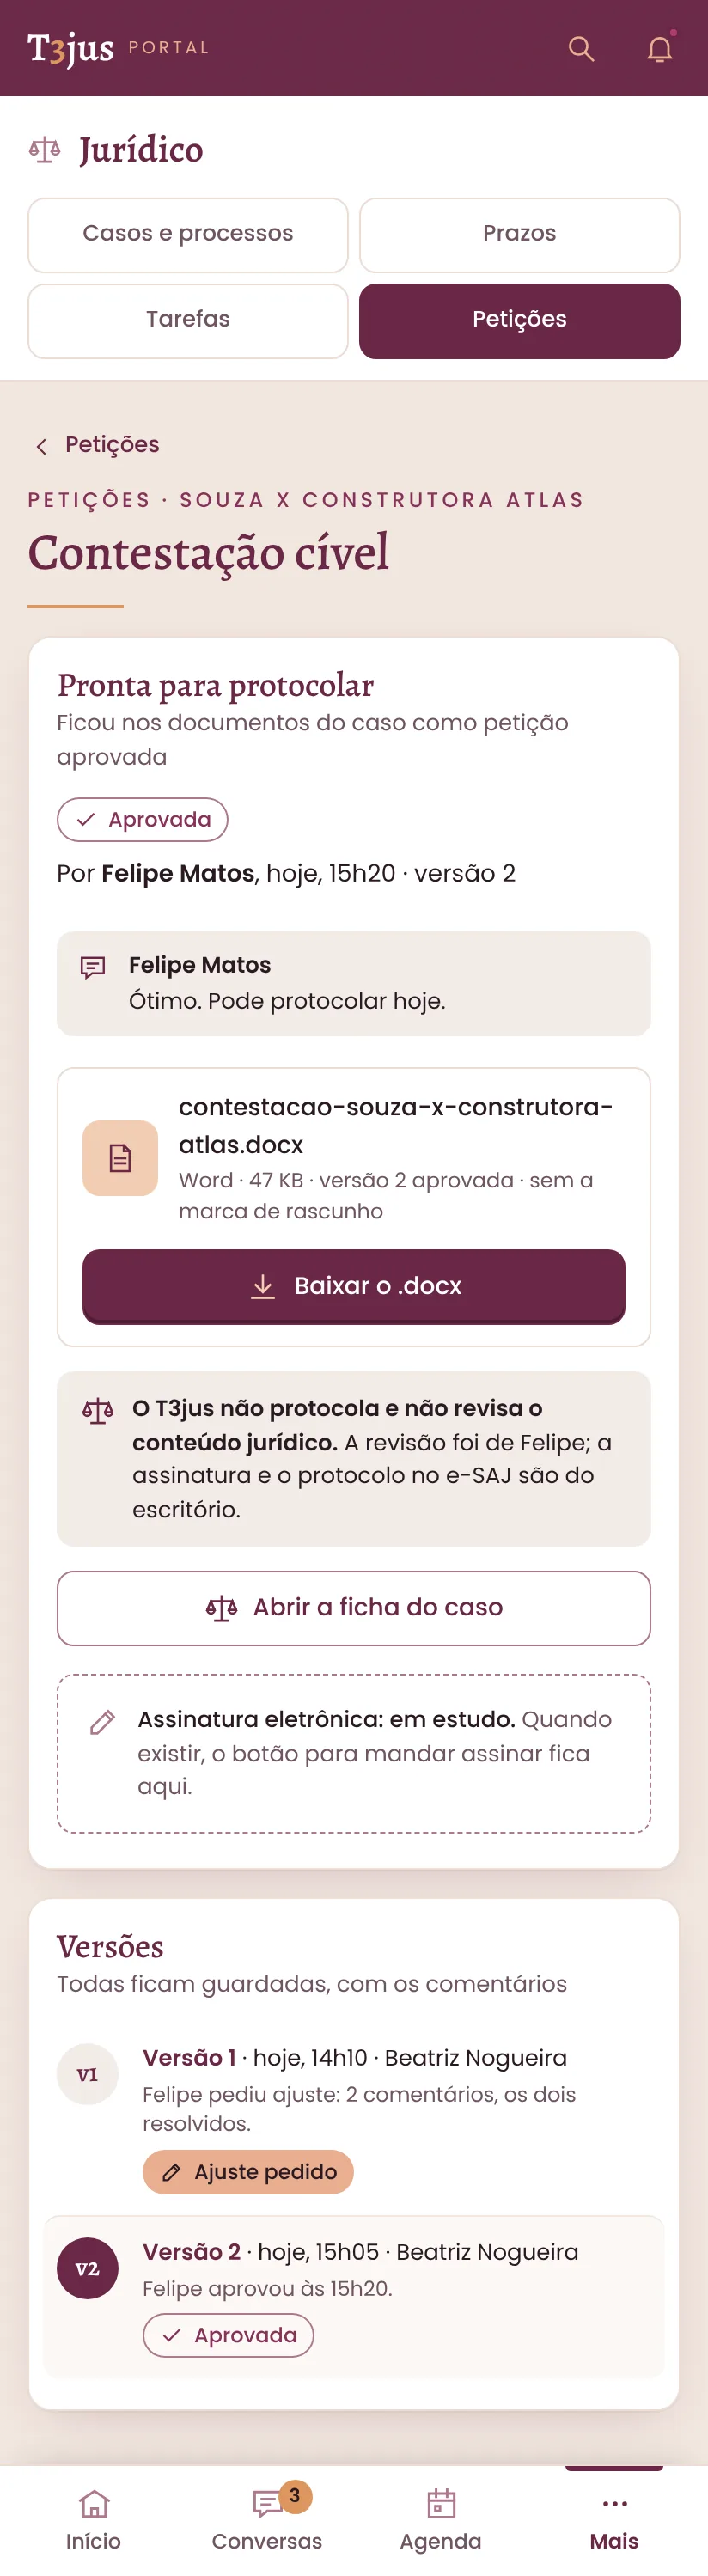 T3jus PORTAL
Jurídico
Casos e processos
Prazos
Tarefas
Petições
Petições
PETIÇÕES · SOUZA X CONSTRUTORA ATLAS
Contestação cível
Pronta para protocolar
Ficou nos documentos do caso como petição
aprovada
Aprovada
Por Felipe Matos, hoje, 15h20 · versão 2
Felipe Matos
Ótimo. Pode protocolar hoje.
contestacao-souza-x-construtora-
atlas.docx
Word · 47 KB · versão 2 aprovada · sem a
marca de rascunho
Baixar o .docx
O T3jus não protocola e não revisa o
conteúdo jurídico. A revisão foi de Felipe; a
assinatura e o protocolo no e-SAJ são do
escritório.
Abrir a ficha do caso
Assinatura eletrônica: em estudo. Quando
existir, o botão para mandar assinar fica
aqui.
Versões
Todas ficam guardadas, com os comentários
v1
Versão 1 · hoje, 14h10 · Beatriz Nogueira
Felipe pediu ajuste: 2 comentários, os dois
resolvidos.
Ajuste pedido
v2
Versão 2 · hoje, 15h05 · Beatriz Nogueira
Felipe aprovou às 15h20.
Aprovada
3
Início
Conversas
Agenda
Mais